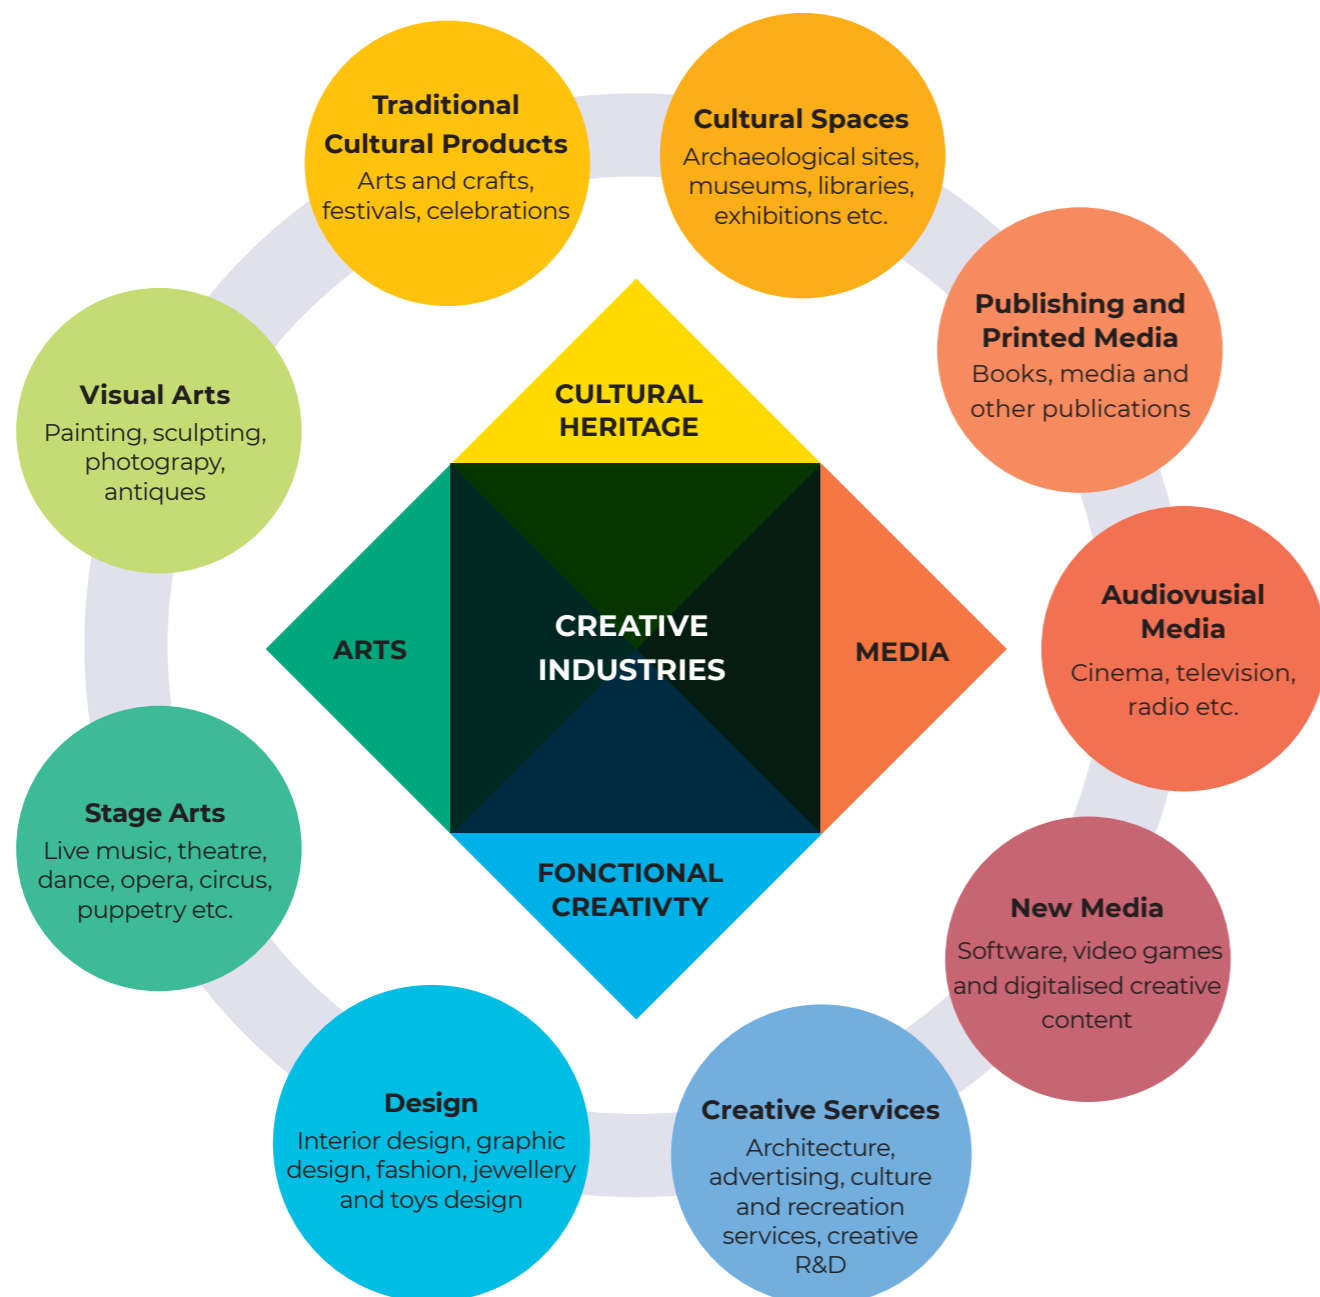 Traditional
Cultural Products
Arts and crafts,
festivals, celebrations
Cultural Spaces
Archaeological sites,
museums, libraries,
exhibitions etc.
Publishing and
Printed Media
Books, media and
other publications
Visual Arts
Painting, sculpting,
photograpy,
antiques
CULTURAL
HERITAGE
ARTS
CREATIVE
INDUSTRIES
MEDIA
FONCTIONAL
CREATIVTY
Audiovusial
Media
Cinema, television,
radio etc.
Stage Arts
Live music, theatre,
dance, opera, circus,
puppetry etc.
New Media
Software, video games
and digitalised creative
content
Design
Interior design, graphic
design, fashion, jewellery
and toys design
Creative Services
Architecture,
advertising, culture
and recreation
services, creative
R&D